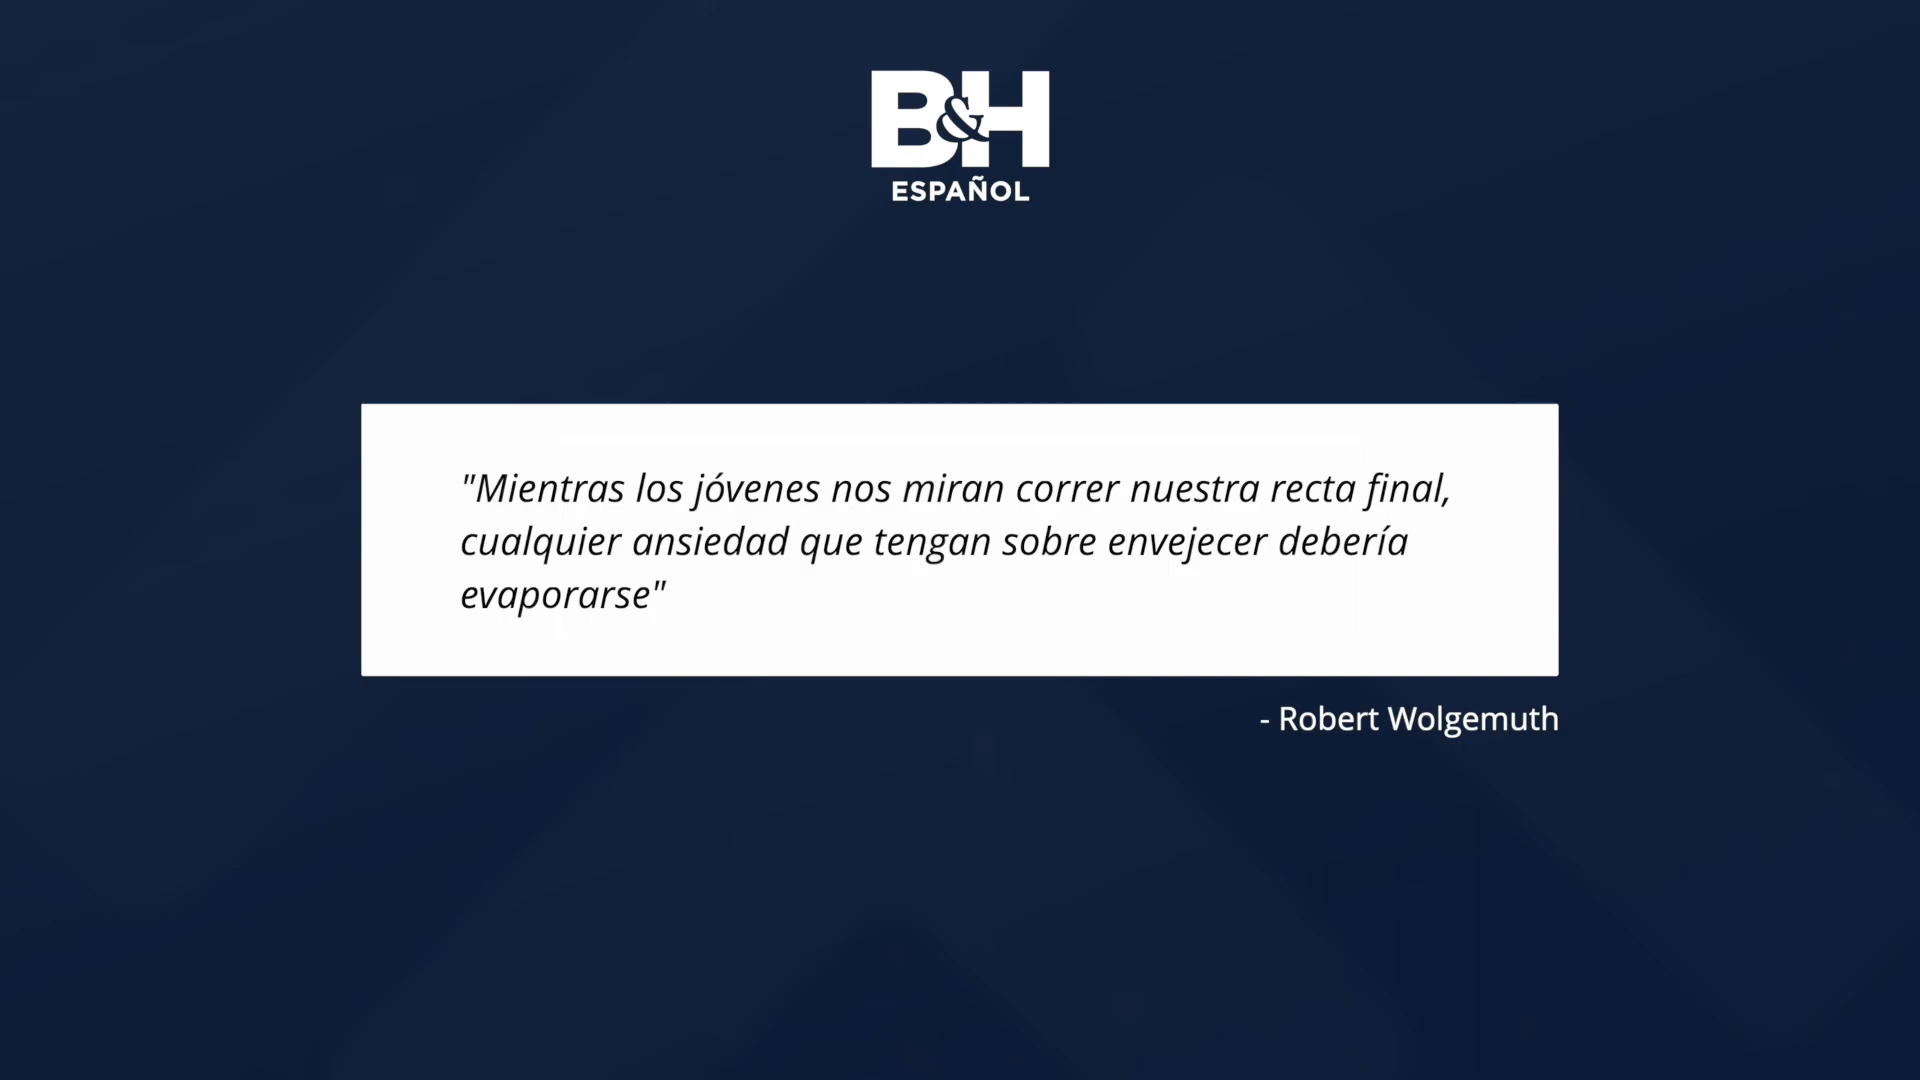 B&H
ESPAÑOL
"Mientras los jóvenes nos miran correr nuestra recta final,
cualquier ansiedad que tengan sobre envejecer debería
evaporarse"
- Robert Wolgemuth